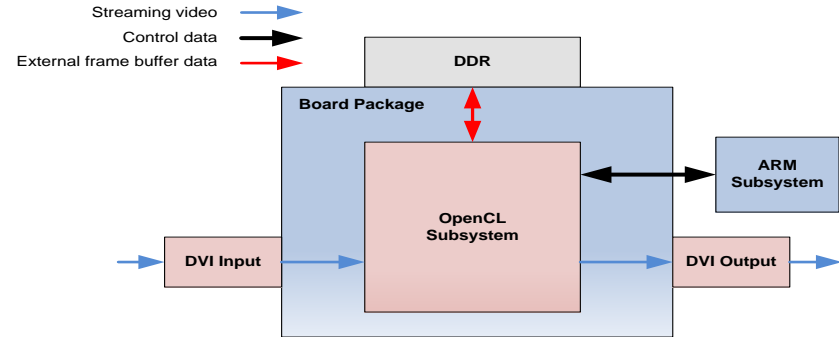 Streaming video
Control data
External frame buffer data
DDR
Board Package
ARM
Subsystem
OpenCL
Subsystem
DVI Input
DVI Output